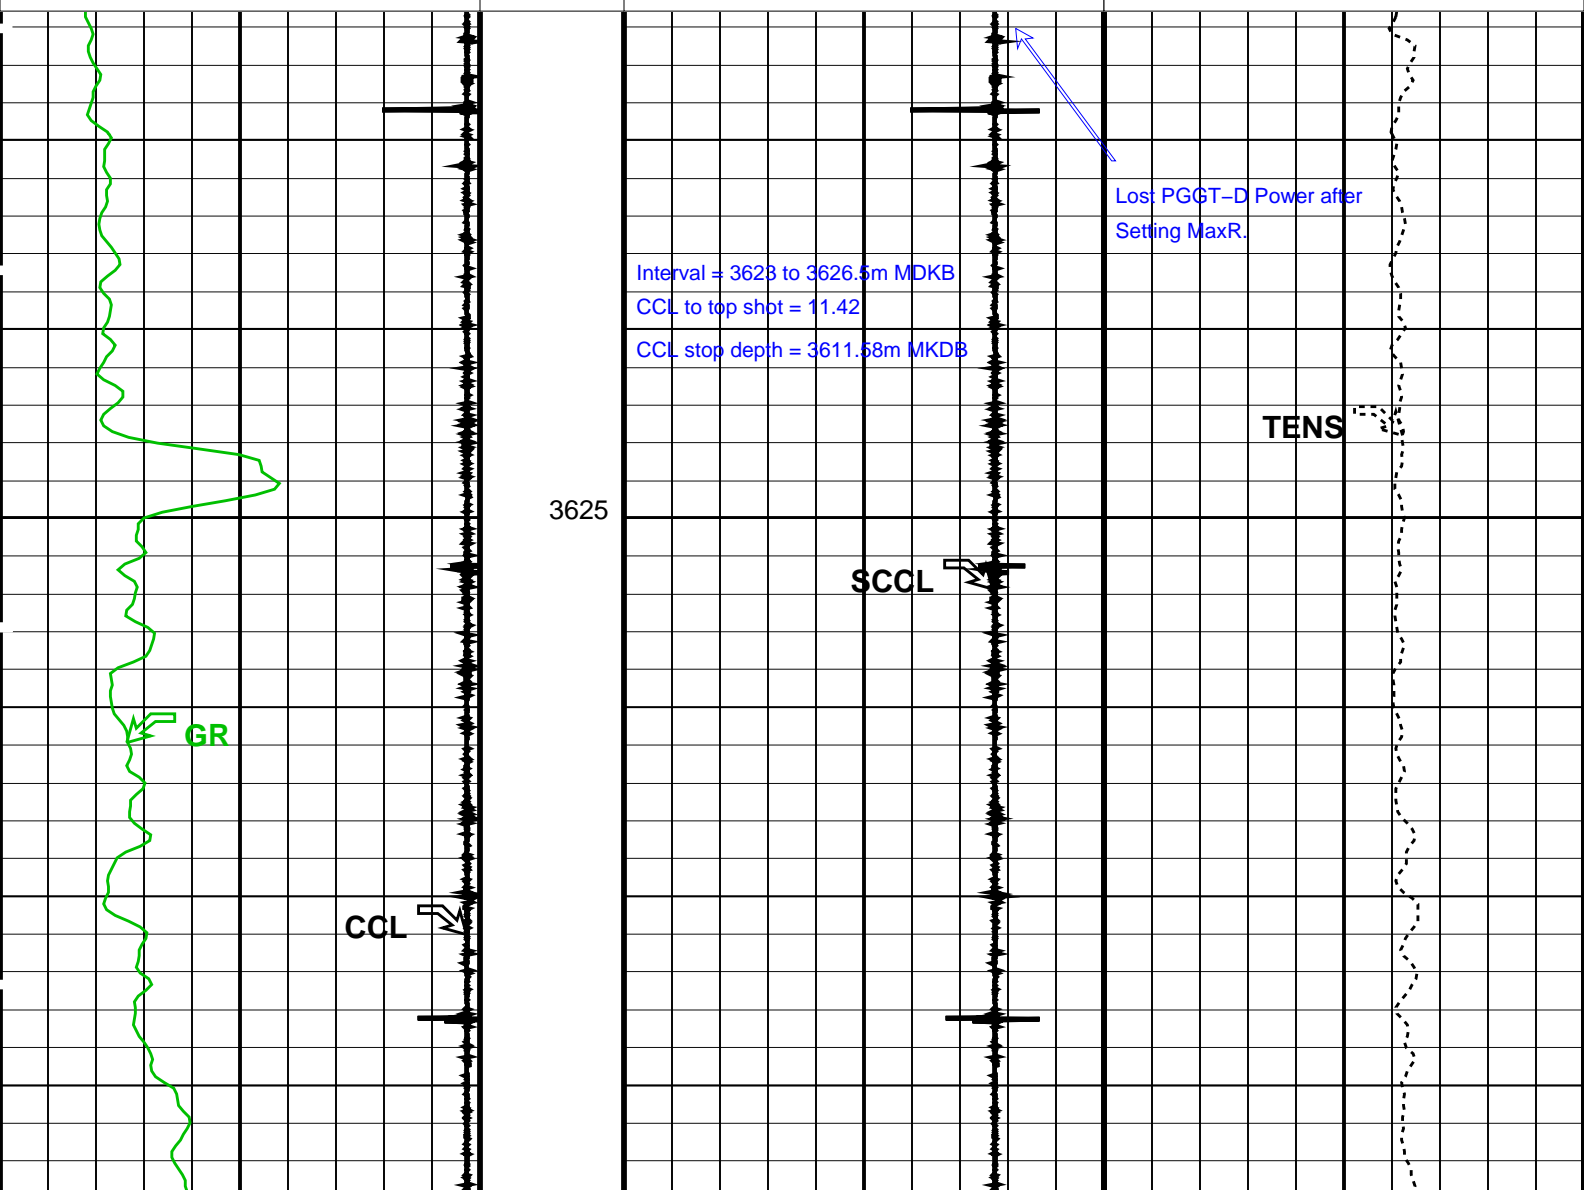 Lost PGGT–D Power after
Setting MaxR.
Interval = 3623 to 3626.5m MDKB
CCL to top shot = 11.42
CCL stop depth = 3611.58m MKDB
TENS
3625
SCCL
GR
CCL